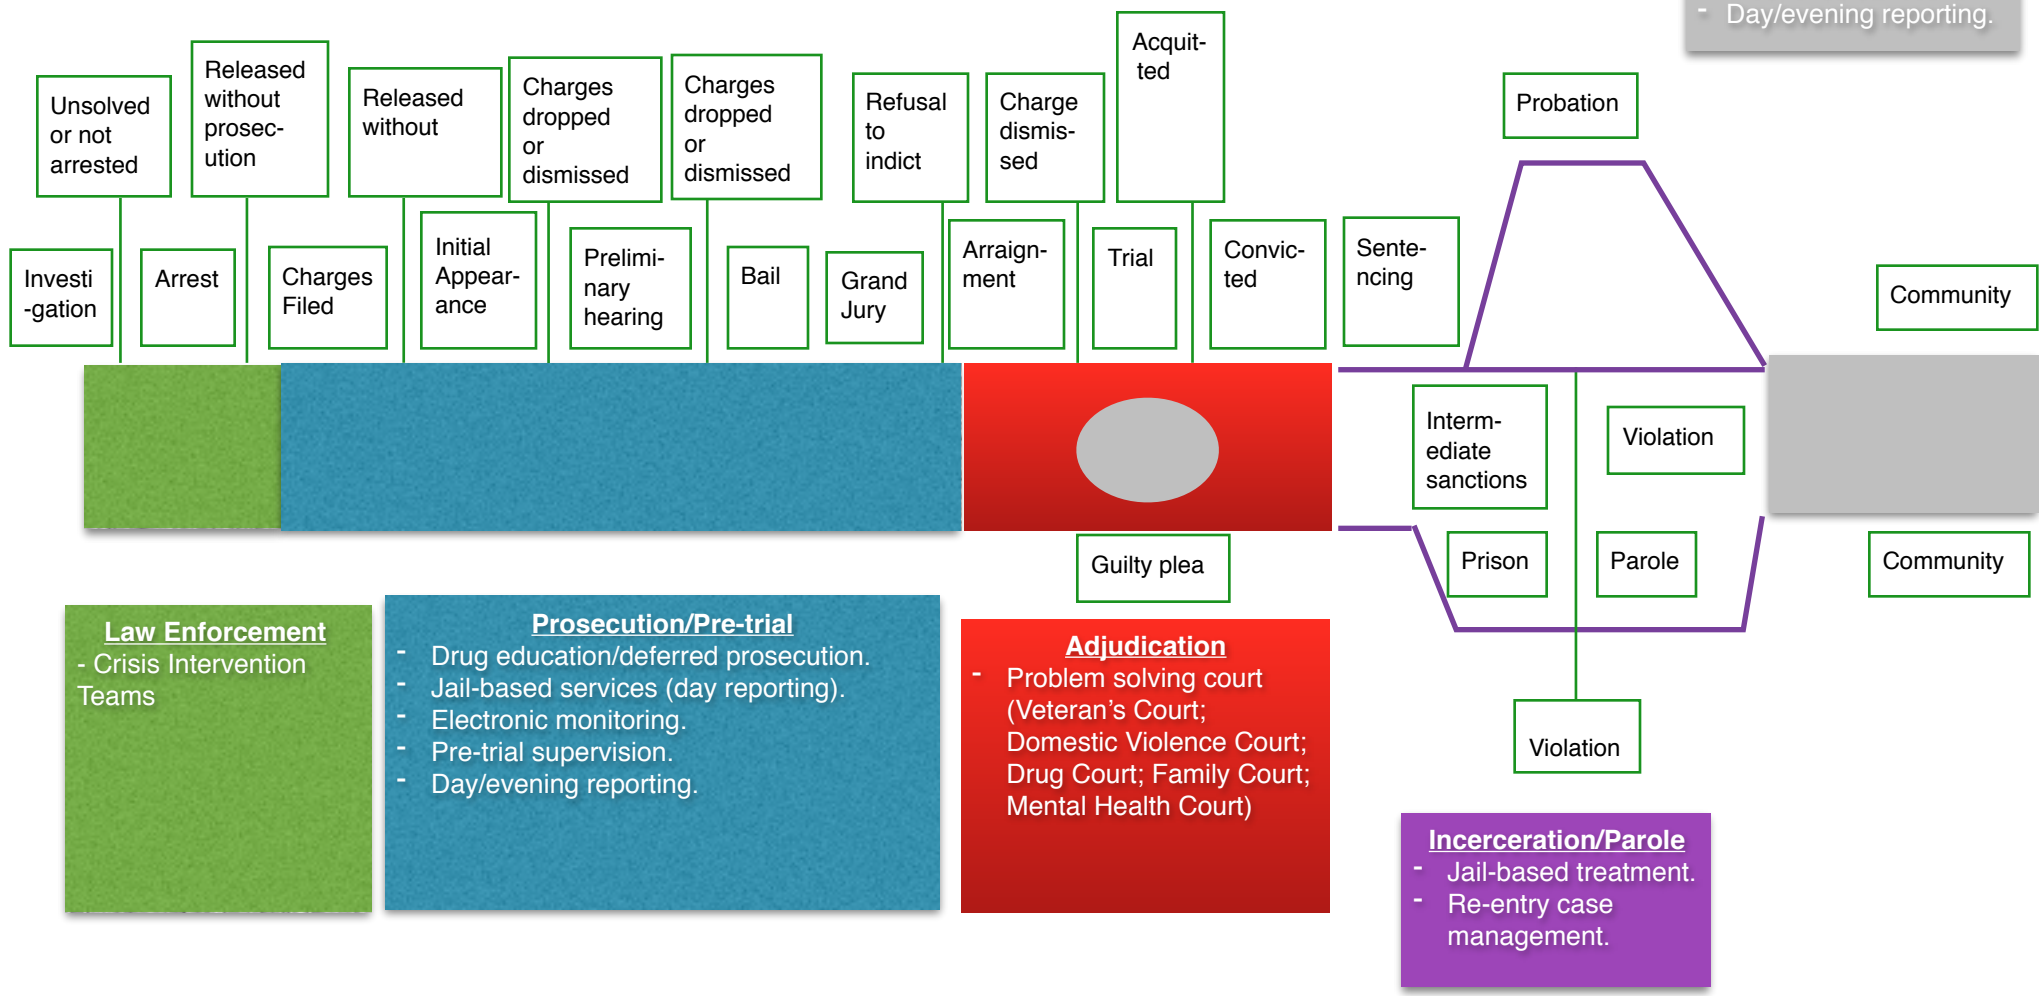 - Day/evening reporting.
Unsolved
or not
arrested
Released
without
prosec-
ution
Released
without
Charges
dropped
or
dismissed
Charges
dropped
or
dismissed
Refusal
to
indict
Charge
dismis-
sed
Acquit-
ted
Probation
Investi
-gation
Arrest
Charges
Filed
Initial
Appear-
ance
Prelimi-
nary
hearing
Bail
Grand
Jury
Arraign-
ment
Trial
Convic-
ted
Sente-
ncing
Community
Interm-
ediate
sanctions
Violation
Guilty plea
Prison
Parole
Community
Violation
Law Enforcement
- Crisis Intervention
Teams
Prosecution/Pre-trial
- Drug education/deferred prosecution.
- Jail-based services (day reporting).
- Electronic monitoring.
- Pre-trial supervision.
- Day/evening reporting.
Adjudication
- Problem solving court
(Veteran's Court;
Domestic Violence Court;
Drug Court; Family Court;
Mental Health Court)
Incerceration/Parole
- Jail-based treatment.
- Re-entry case
management.